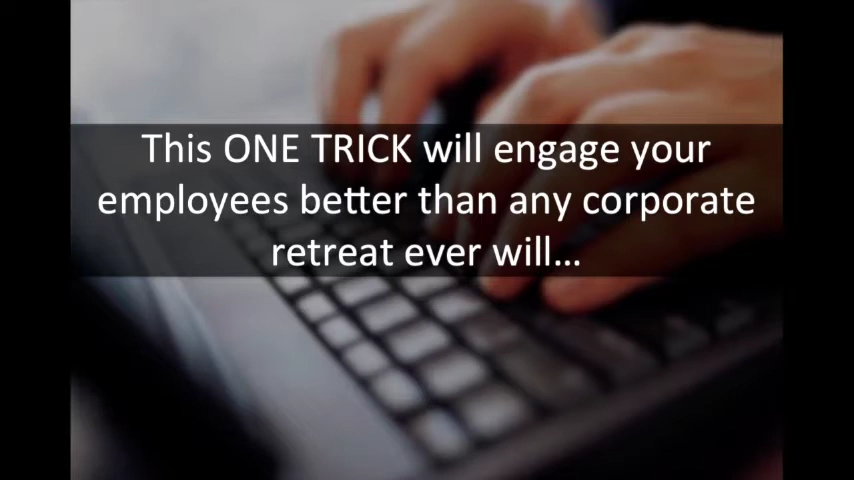 This ONE TRICK will engage your
employees better than any corporate
retreat ever will...